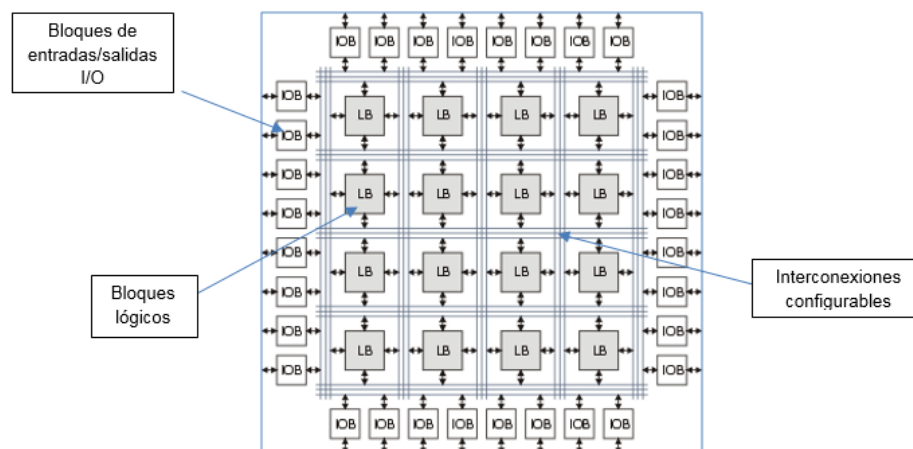 Bloques de
entradas/salidas
I/O
IOB IOB IOB IOB IOB IOB IOB IOB
IOB IOB
LB LB LB LB
IOB IOB
IOB IOB
LB LB LB LB
IOB IOB
IOB IOB
LB LB LB LB
IOB IOB
IOB IOB
LB LB LB LB
IOB IOB
IOB IOB IOB IOB IOB IOB IOB IOB
Bloques
lógicos
Interconexiones
configurables